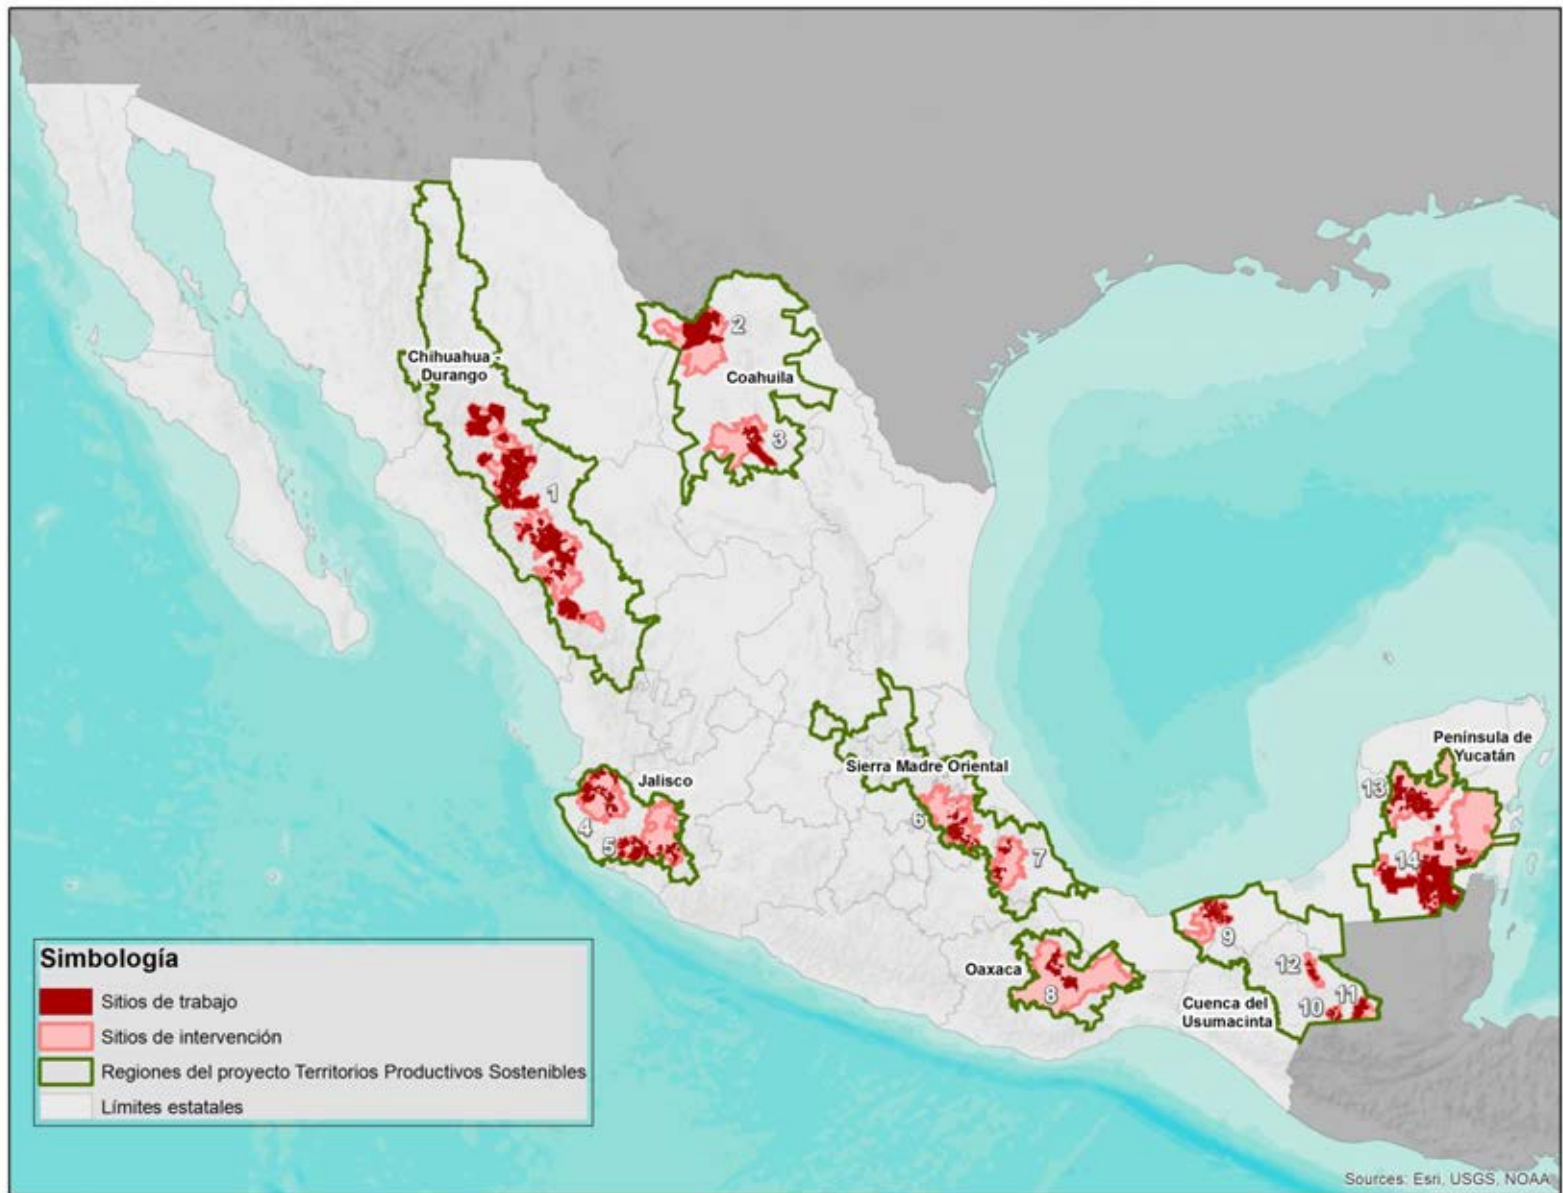 Chihuahua -
Durango
1
2
Coahuila
3
Jalisco
4
5
Sierra Madre Oriental
6
7
Oaxaca
8
Península de
Yucatán
13
14
9
12
10
11
Cuenca del
Usumacinta
Simbología
Sitios de trabajo
Sitios de intervención
Regiones del proyecto Territorios Productivos Sostenibles
Límites estatales
Sources: Esri, USGS, NOAA